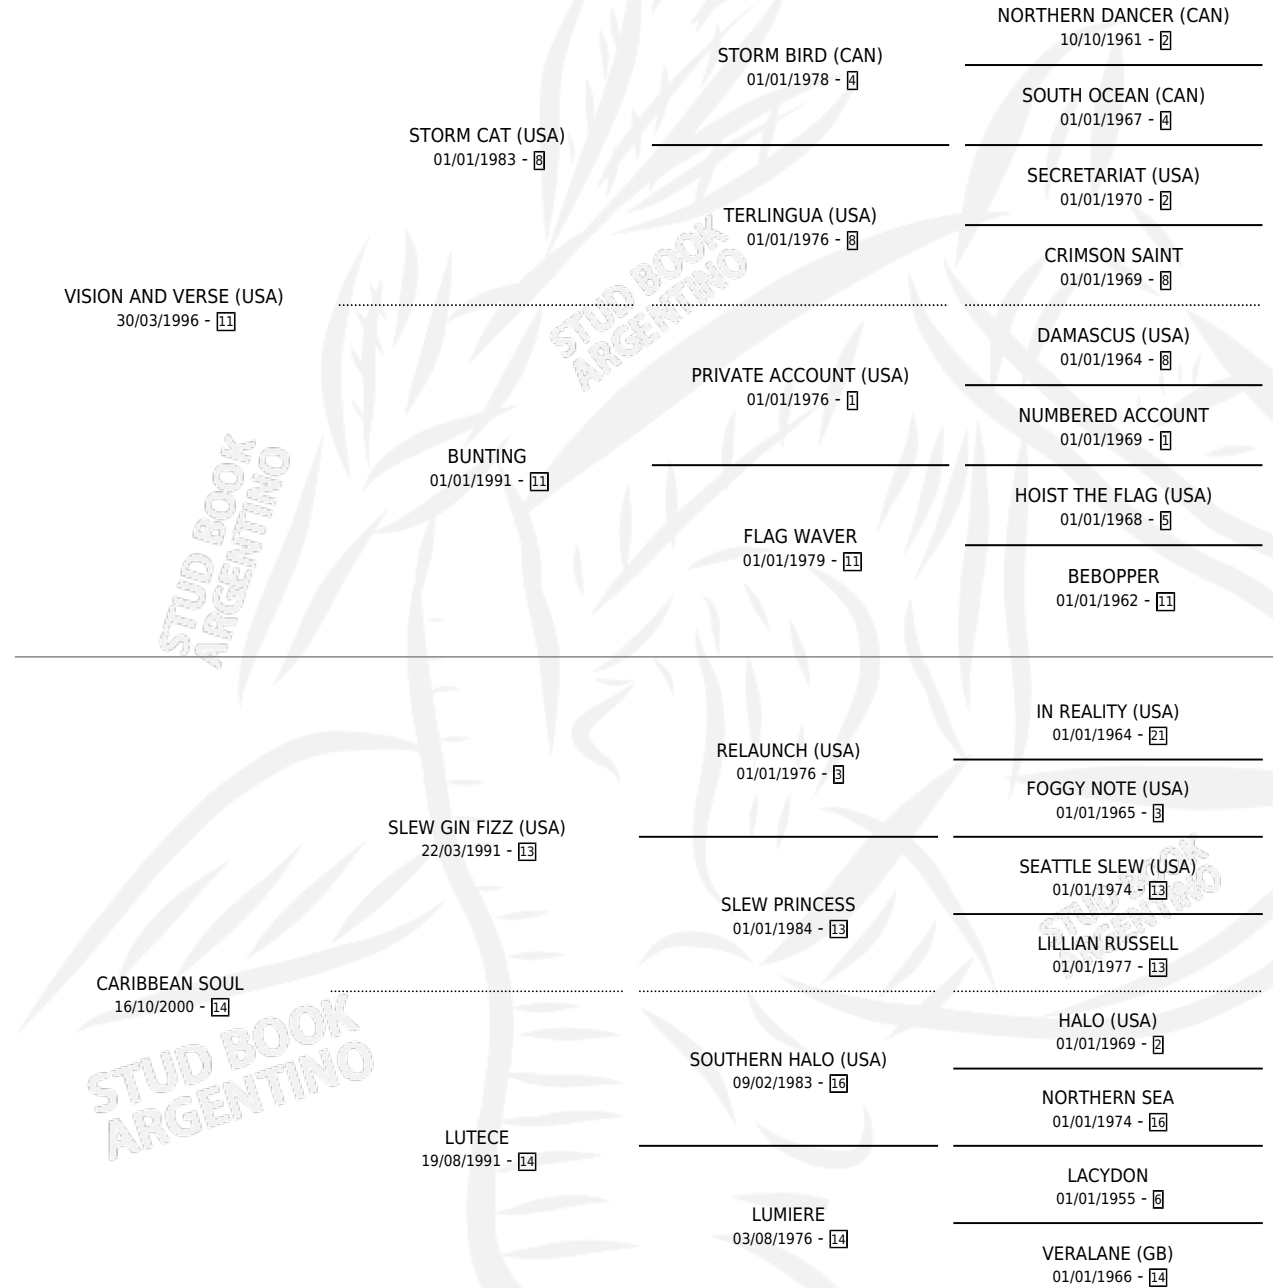 NORTHERN DANCER (CAN)
10/10/1961 - 2
STORM BIRD (CAN)
01/01/1978 - 4
SOUTH OCEAN (CAN)
01/01/1967 - 4
STORM CAT (USA)
01/01/1983 - 8
SECRETARIAT (USA)
01/01/1970 - 2
TERLINGUA (USA)
01/01/1976 - 8
CRIMSON SAINT
01/01/1969 - 8
VISION AND VERSE (USA)
30/03/1996 - 11
DAMASCUS (USA)
01/01/1964 - 8
PRIVATE ACCOUNT (USA)
01/01/1976 - 1
NUMBERED ACCOUNT
01/01/1969 - 1
BUNTING
01/01/1991 - 11
HOIST THE FLAG (USA)
01/01/1968 - 5
FLAG WAVER
01/01/1979 - 11
BEBOPPER
01/01/1962 - 11
IN REALITY (USA)
01/01/1964 - 21
RELAUNCH (USA)
01/01/1976 - 3
FOGGY NOTE (USA)
01/01/1965 - 3
SLEW GIN FIZZ (USA)
22/03/1991 - 13
SEATTLE SLEW (USA)
01/01/1974 - 13
SLEW PRINCESS
01/01/1984 - 13
LILLIAN RUSSELL
01/01/1977 - 13
CARIBBEAN SOUL
16/10/2000 - 14
HALO (USA)
01/01/1969 - 2
SOUTHERN HALO (USA)
09/02/1983 - 16
NORTHERN SEA
01/01/1974 - 16
LUTECE
19/08/1991 - 14
LACYDON
01/01/1955 - 6
LUMIERE
03/08/1976 - 14
VERALANE (GB)
01/01/1966 - 14
STUD BOOK
ARGENTINO
STUD BOOK
ARGENTINO
STUD BOOK
ARGENTINO
STUD BOOK
ARGENTINO